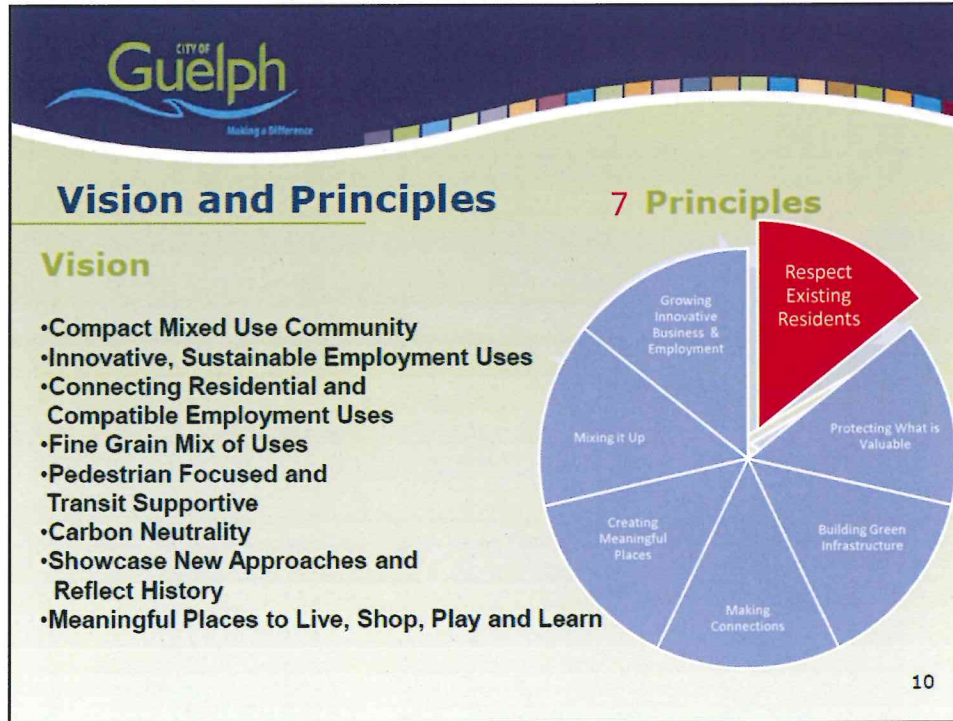 CITY OF
Guelph
Making a Difference
Vision and Principles
7 Principles
Vision
•Compact Mixed Use Community
•Innovative, Sustainable Employment Uses
•Connecting Residential and
Compatible Employment Uses
•Fine Grain Mix of Uses
•Pedestrian Focused and
Transit Supportive
•Carbon Neutrality
•Showcase New Approaches and
Reflect History
•Meaningful Places to Live, Shop, Play and Learn
Respect
Existing
Residents
Protecting What is
Valuable
Building Green
Infrastructure
Making
Connections
Creating
Meaningful
Places
Mixing it Up
Growing
Innovative
Business &
Employment
10